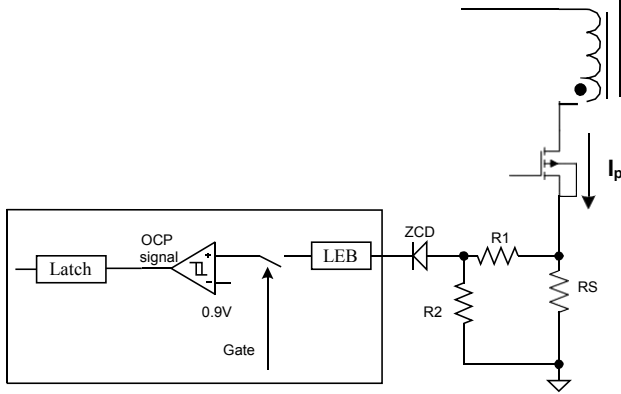 Ip
ZCD
R1
OCP
signal
+
Latch
LEB
-
RS
R2
0.9V
Gate